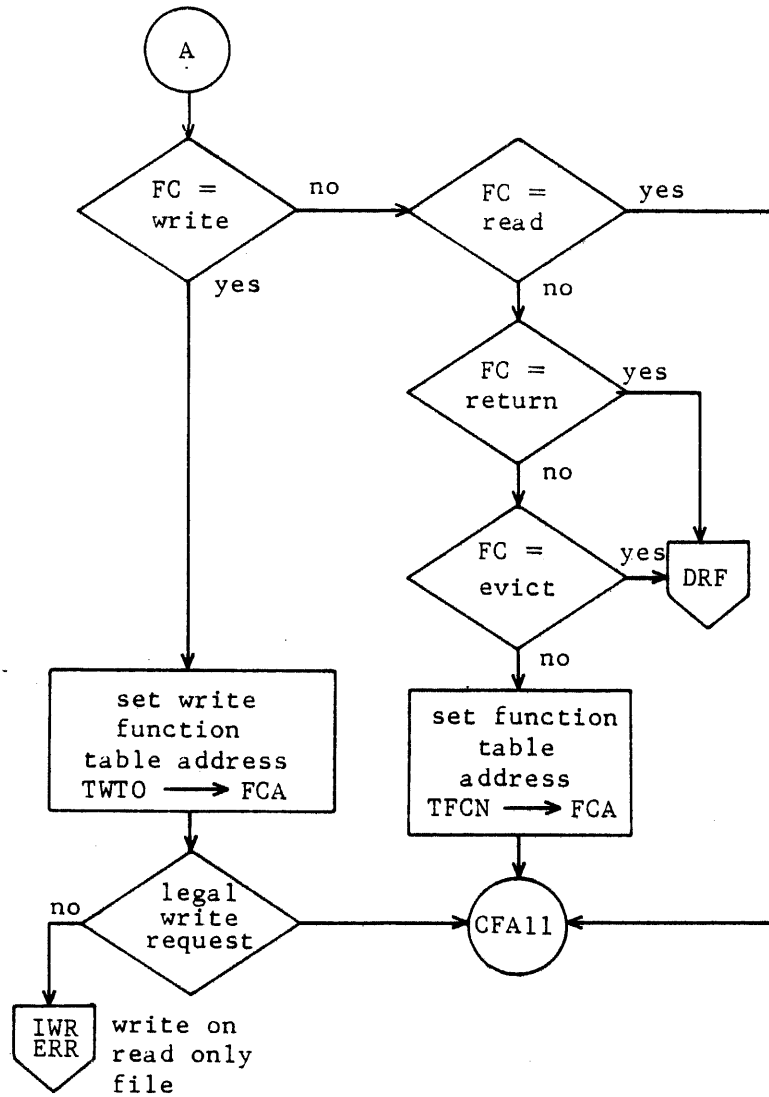 A
FC =
write
no
FC =
read
yes
yes
no
FC =
return
yes
no
FC =
evict
yes
DRF
no
set write
function
table address
TWTO → FCA
set function
table
address
TFCN → FCA
no
legal
write
request
CFA11
IWR
ERR
write on
read only
file